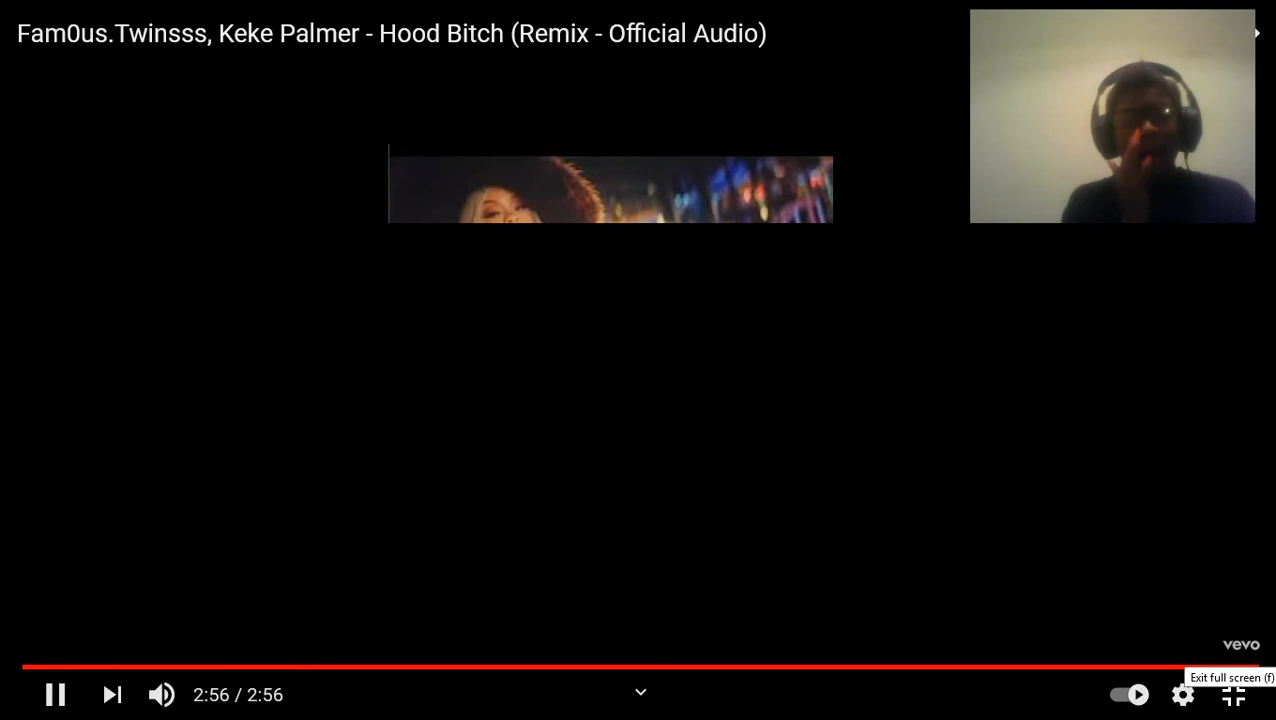 Fam0us.Twinsss, Keke Palmer - Hood Bitch (Remix - Official Audio)
vevo
Exit full screen (f)
2:56 / 2:56